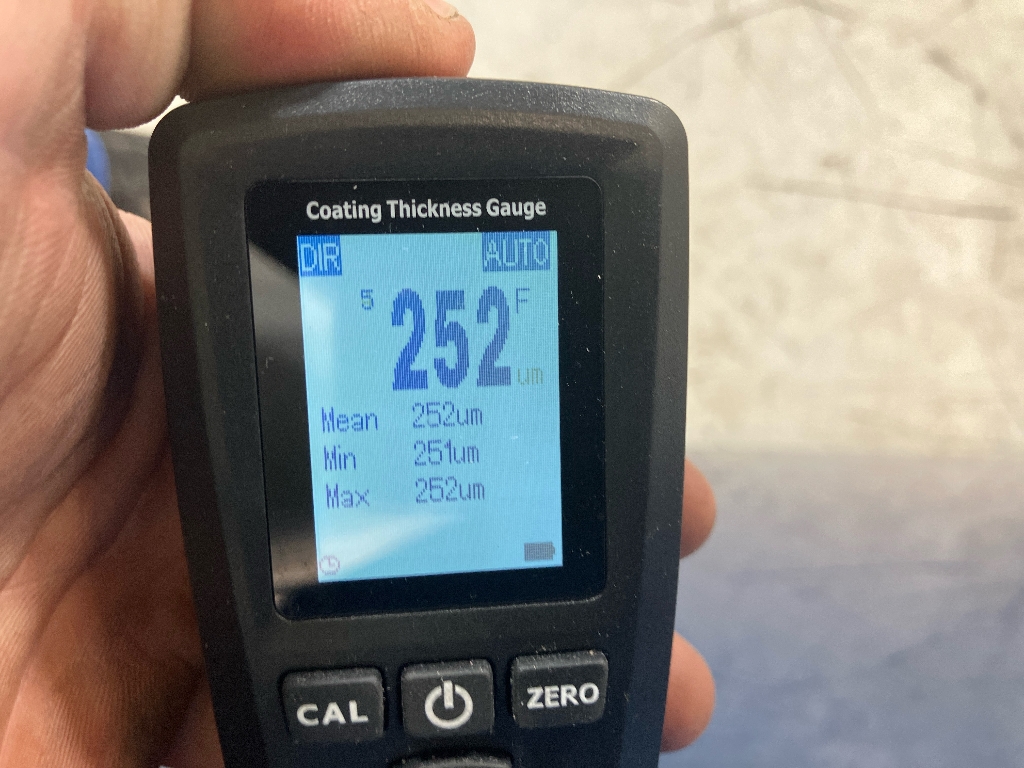 Coating Thickness Gauge
DIR AUTO
5 252 F
um
Mean 252um
Min 251um
Max 252um
CAL ZERO